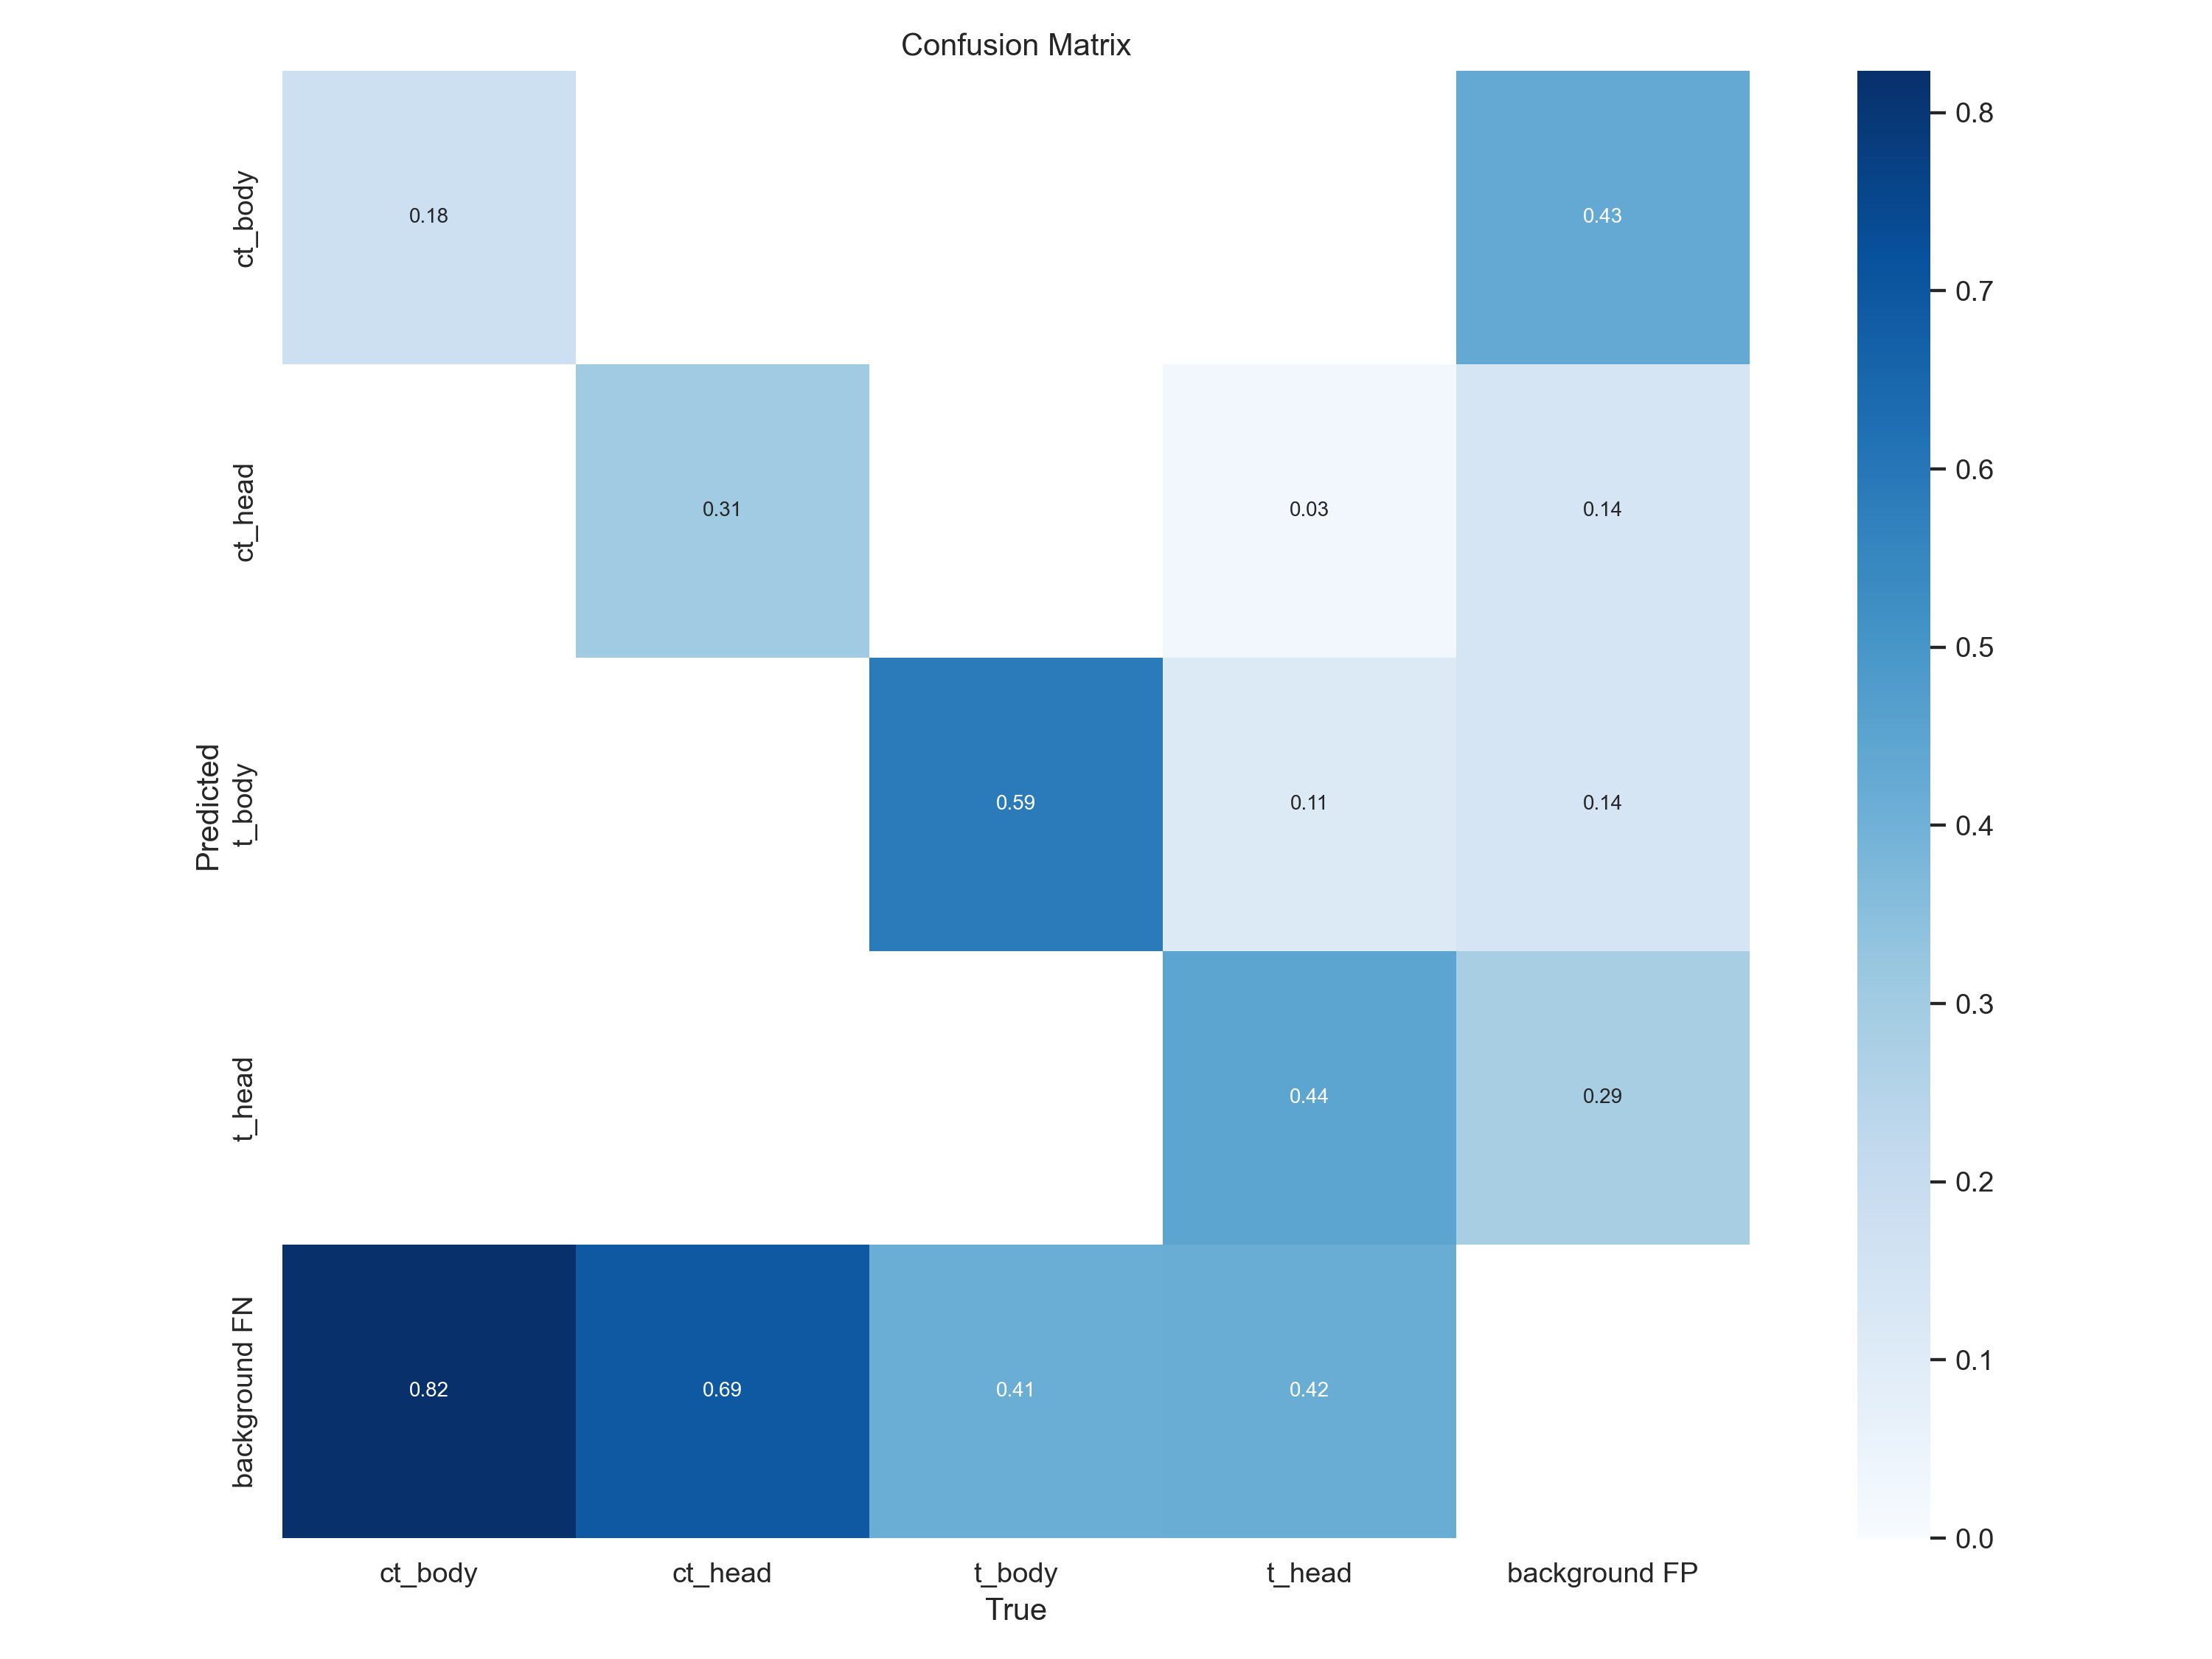 Confusion Matrix
Predicted
ct_body
0.18
0.43
ct_head
0.31
0.03
0.14
t_body
0.59
0.11
0.14
t_head
0.44
0.29
background FN
0.82
0.69
0.41
0.42
ct_body
ct_head
t_body
t_head
background FP
True
0.8
0.7
0.6
0.5
0.4
0.3
0.2
0.1
0.0